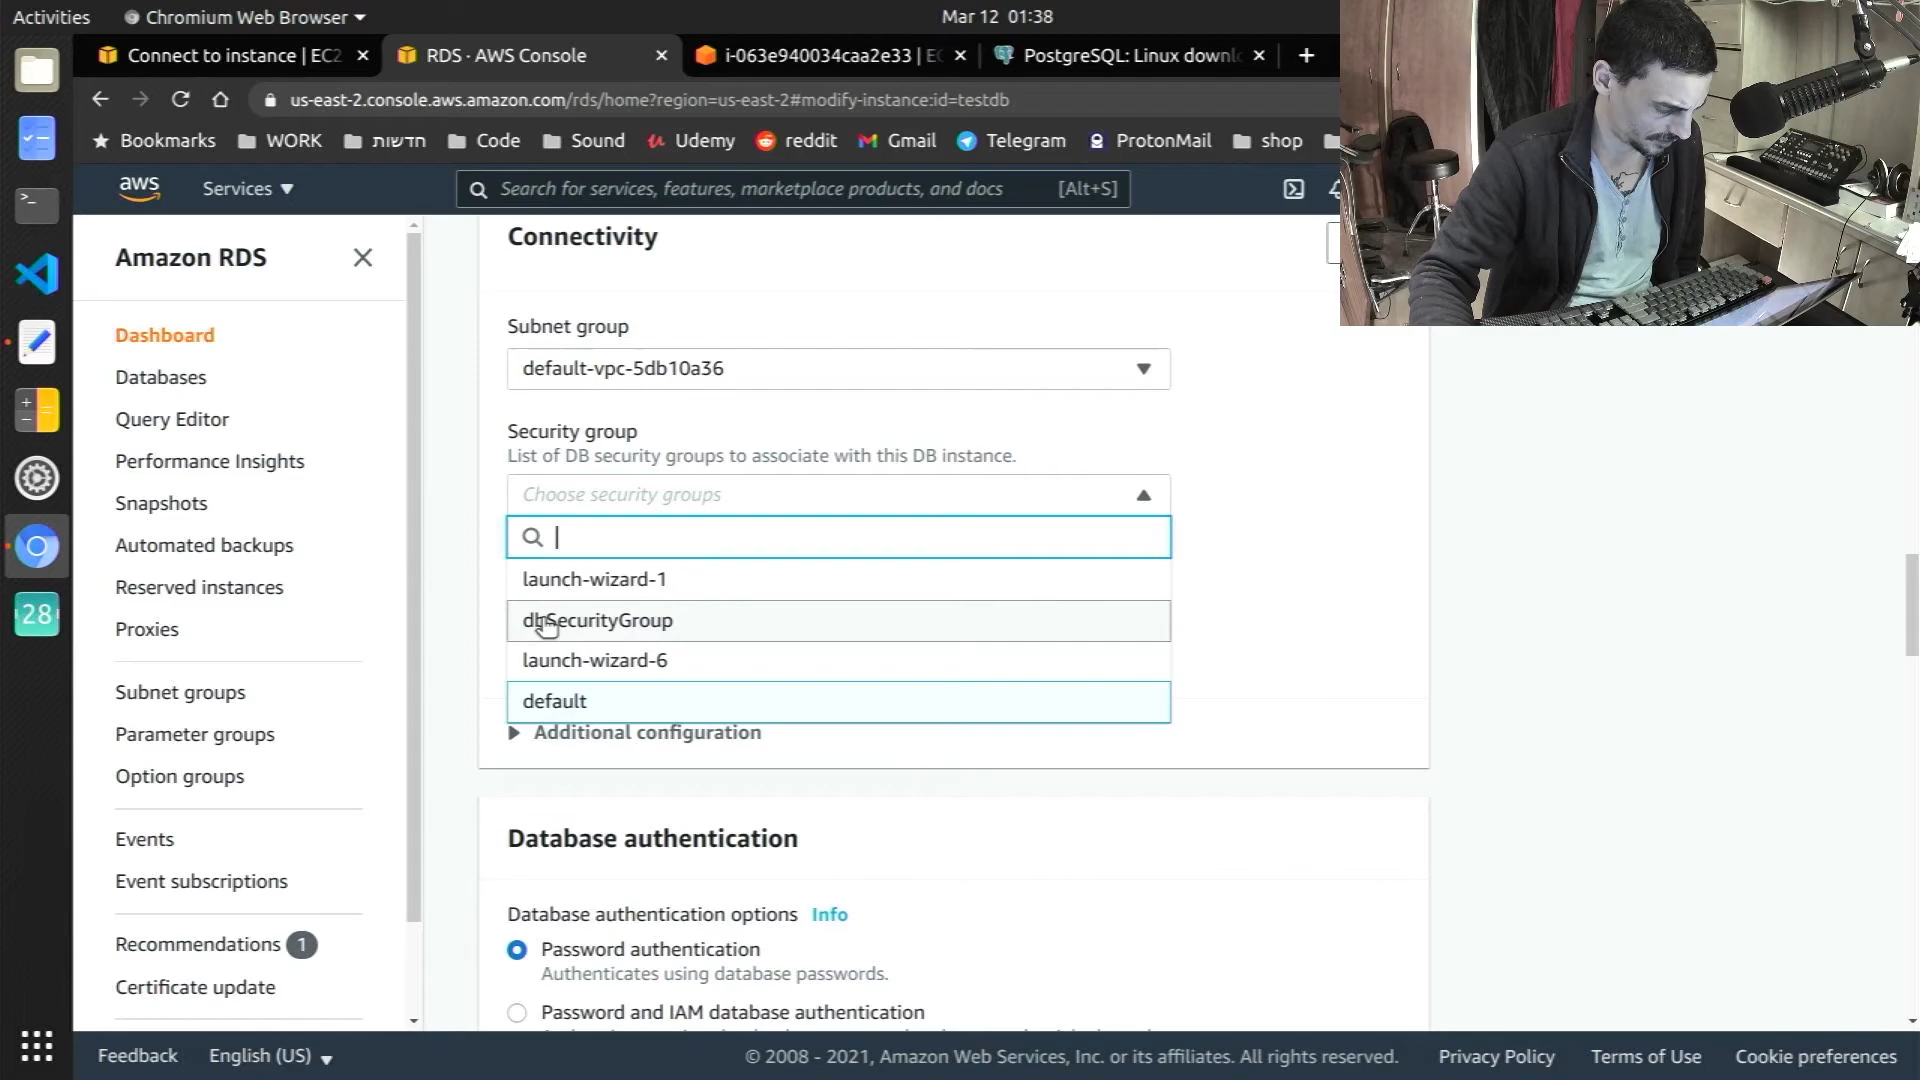 Activities
Chromium Web Browser
Mar 12 01:38
Connect to instance | EC2
RDS · AWS Console
i-063e940034caa2e33 | EC
PostgreSQL: Linux downl
us-east-2.console.aws.amazon.com/rds/home?region=us-east-2#modify-instance:id=testdb
Bookmarks
WORK
חדשות
Code
Sound
Udemy
reddit
Gmail
Telegram
ProtonMail
shop
aws
Services
Search for services, features, marketplace products, and docs
[Alt+S]
Amazon RDS
Dashboard
Databases
Query Editor
Performance Insights
Snapshots
Automated backups
Reserved instances
Proxies
Subnet groups
Parameter groups
Option groups
Events
Event subscriptions
Recommendations 1
Certificate update
28
Connectivity
Subnet group
default-vpc-5db10a36
Security group
List of DB security groups to associate with this DB instance.
Choose security groups
launch-wizard-1
dbSecurityGroup
launch-wizard-6
default
Additional configuration
Database authentication
Database authentication options Info
Password authentication
Authenticates using database passwords.
Password and IAM database authentication
Feedback
English (US)
© 2008 - 2021, Amazon Web Services, Inc. or its affiliates. All rights reserved.
Privacy Policy
Terms of Use
Cookie preferences